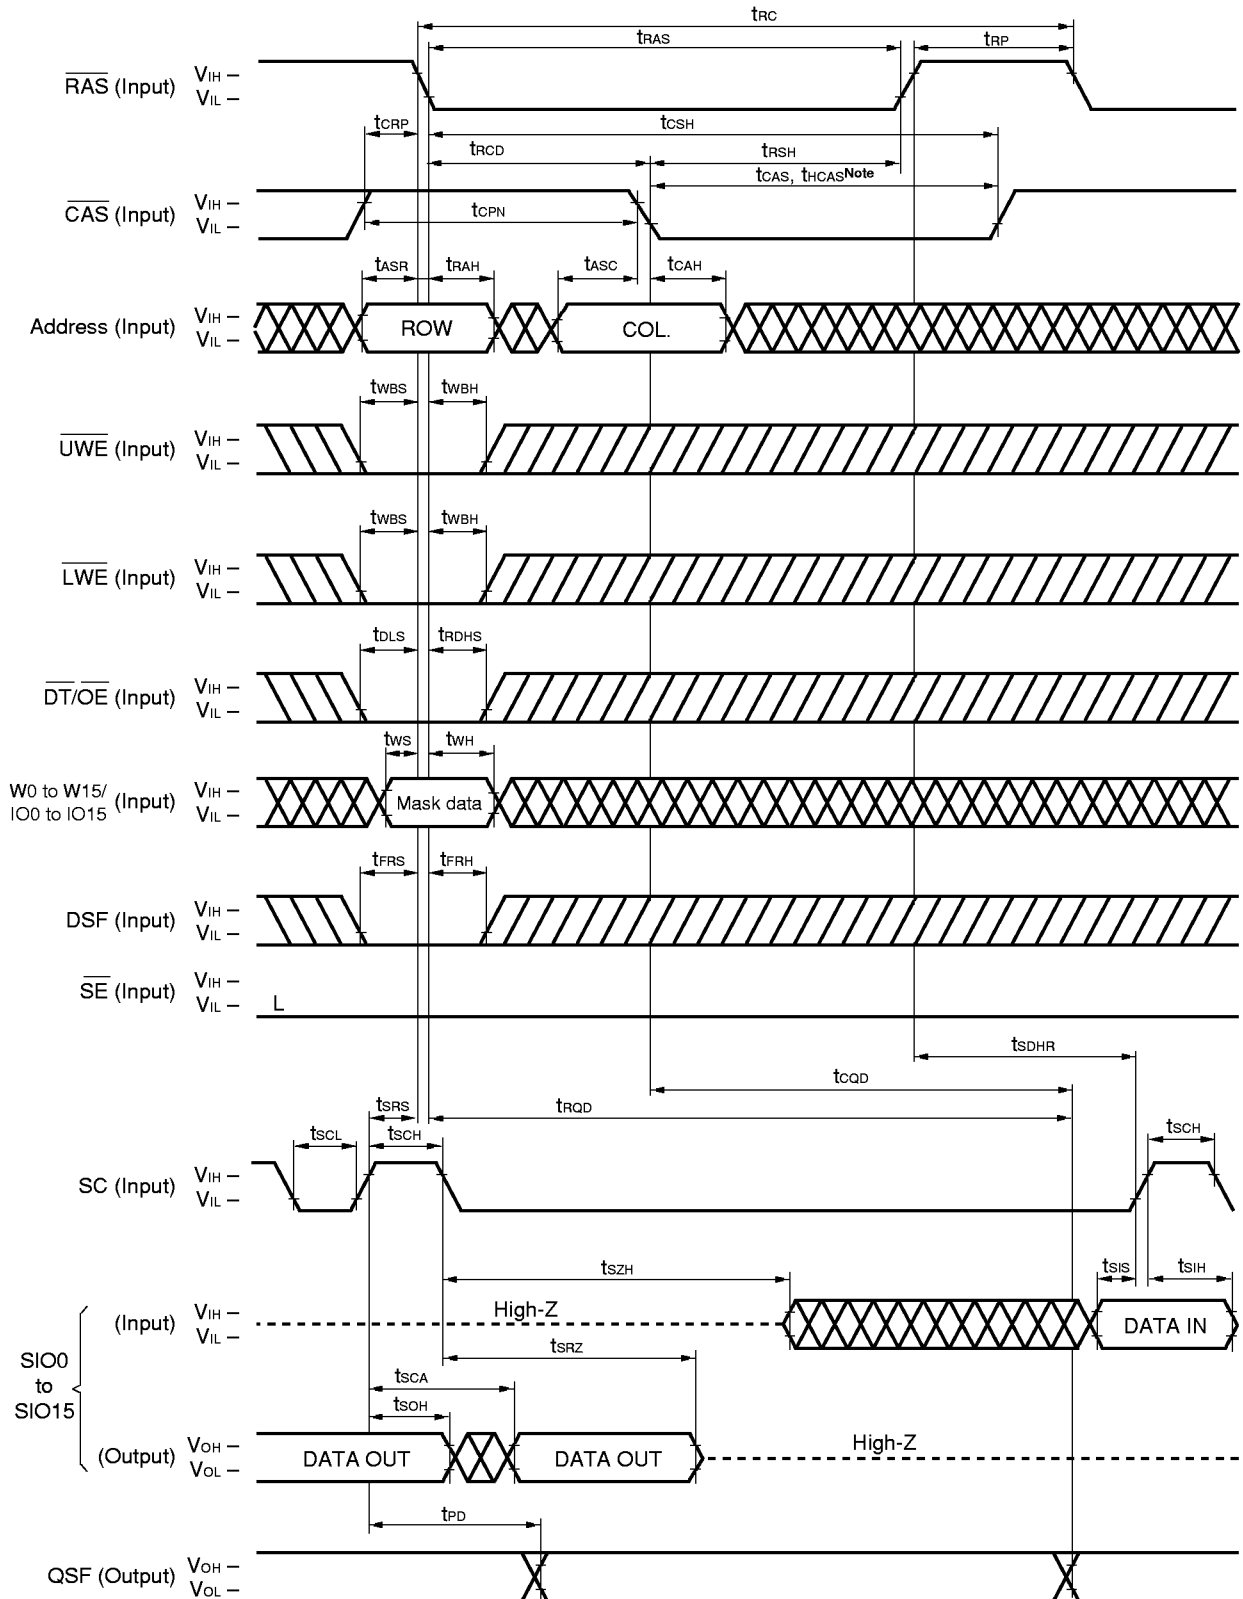 tRC
tRAS
tRP
RAS (Input) VIH –
VIL –
tCRP
tCSH
tRCD
tRSH
tCAS, tHCAS Note
CAS (Input) VIH –
VIL –
tCPN
tASR
tRAH
tASC
tCAH
Address (Input) VIH –
VIL –
ROW
COL.
tWBS
tWBH
UWE (Input) VIH –
VIL –
tWBS
tWBH
LWE (Input) VIH –
VIL –
tDLS
tRDHS
DT/OE (Input) VIH –
VIL –
tWS
tWH
W0 to W15/
IO0 to IO15 (Input) VIH –
VIL –
Mask data
tFRS
tFRH
DSF (Input) VIH –
VIL –
SE (Input) VIH –
VIL –
L
tSDHR
tCQD
tSRS
tRQD
tSCL
tSCH
tSCH
SC (Input) VIH –
VIL –
tSZH
tSIS
tSIH
(Input) VIH –
VIL –
High-Z
DATA IN
SIO0
to
SIO15
tSRZ
tSCA
tSOH
(Output) VOH –
VOL –
DATA OUT
DATA OUT
High-Z
tPD
QSF (Output) VOH –
VOL –